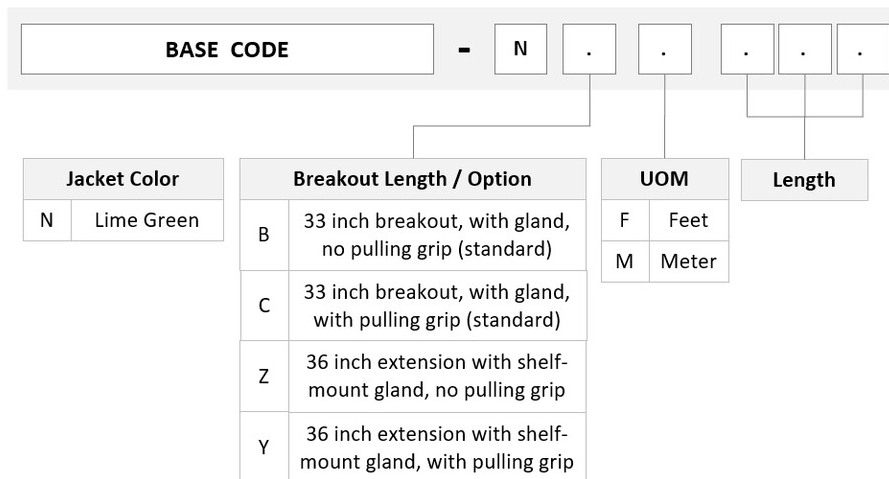 BASE CODE - N . . . . .
Jacket Color
N Lime Green
Breakout Length / Option
B 33 inch breakout, with gland,
no pulling grip (standard)
C 33 inch breakout, with gland,
with pulling grip (standard)
Z 36 inch extension with shelf-
mount gland, no pulling grip
Y 36 inch extension with shelf-
mount gland, with pulling grip
UOM
F Feet
M Meter
Length